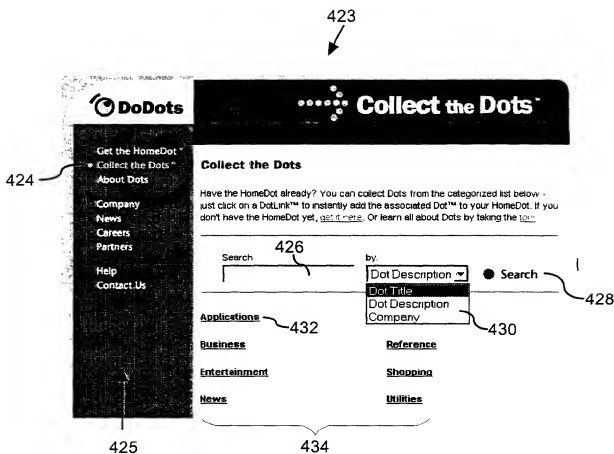 423
DoDots
Collect the Dots™
Get the HomeDot™
Collect the Dots™
About Dots
Company
News
Careers
Partners
Help
Contact Us
424
425
Collect the Dots
Have the HomeDot already? You can collect Dots from the categorized list below -
just click on a DotLink™ to instantly add the associated Dot™ to your HomeDot. If you
don't have the HomeDot yet, get it here. Or learn all about Dots by taking the tour
Search
426
by:
Dot Description
Search
428
Dot Title
Dot Description
Company
430
Applications
432
Business
Reference
Entertainment
Shopping
News
Utilities
434